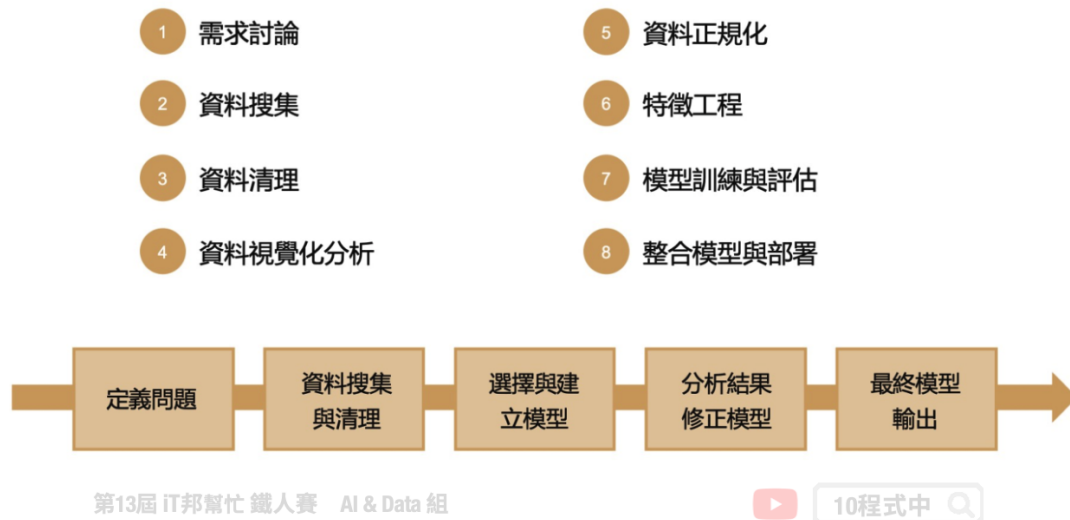 1 需求討論
2 資料搜集
3 資料清理
4 資料視覺化分析
5 資料正規化
6 特徵工程
7 模型訓練與評估
8 整合模型與部署
定義問題
資料搜集
與清理
選擇與建
立模型
分析結果
修正模型
最終模型
輸出
第13屆 iT邦幫忙 鐵人賽 AI & Data 組
10程式中